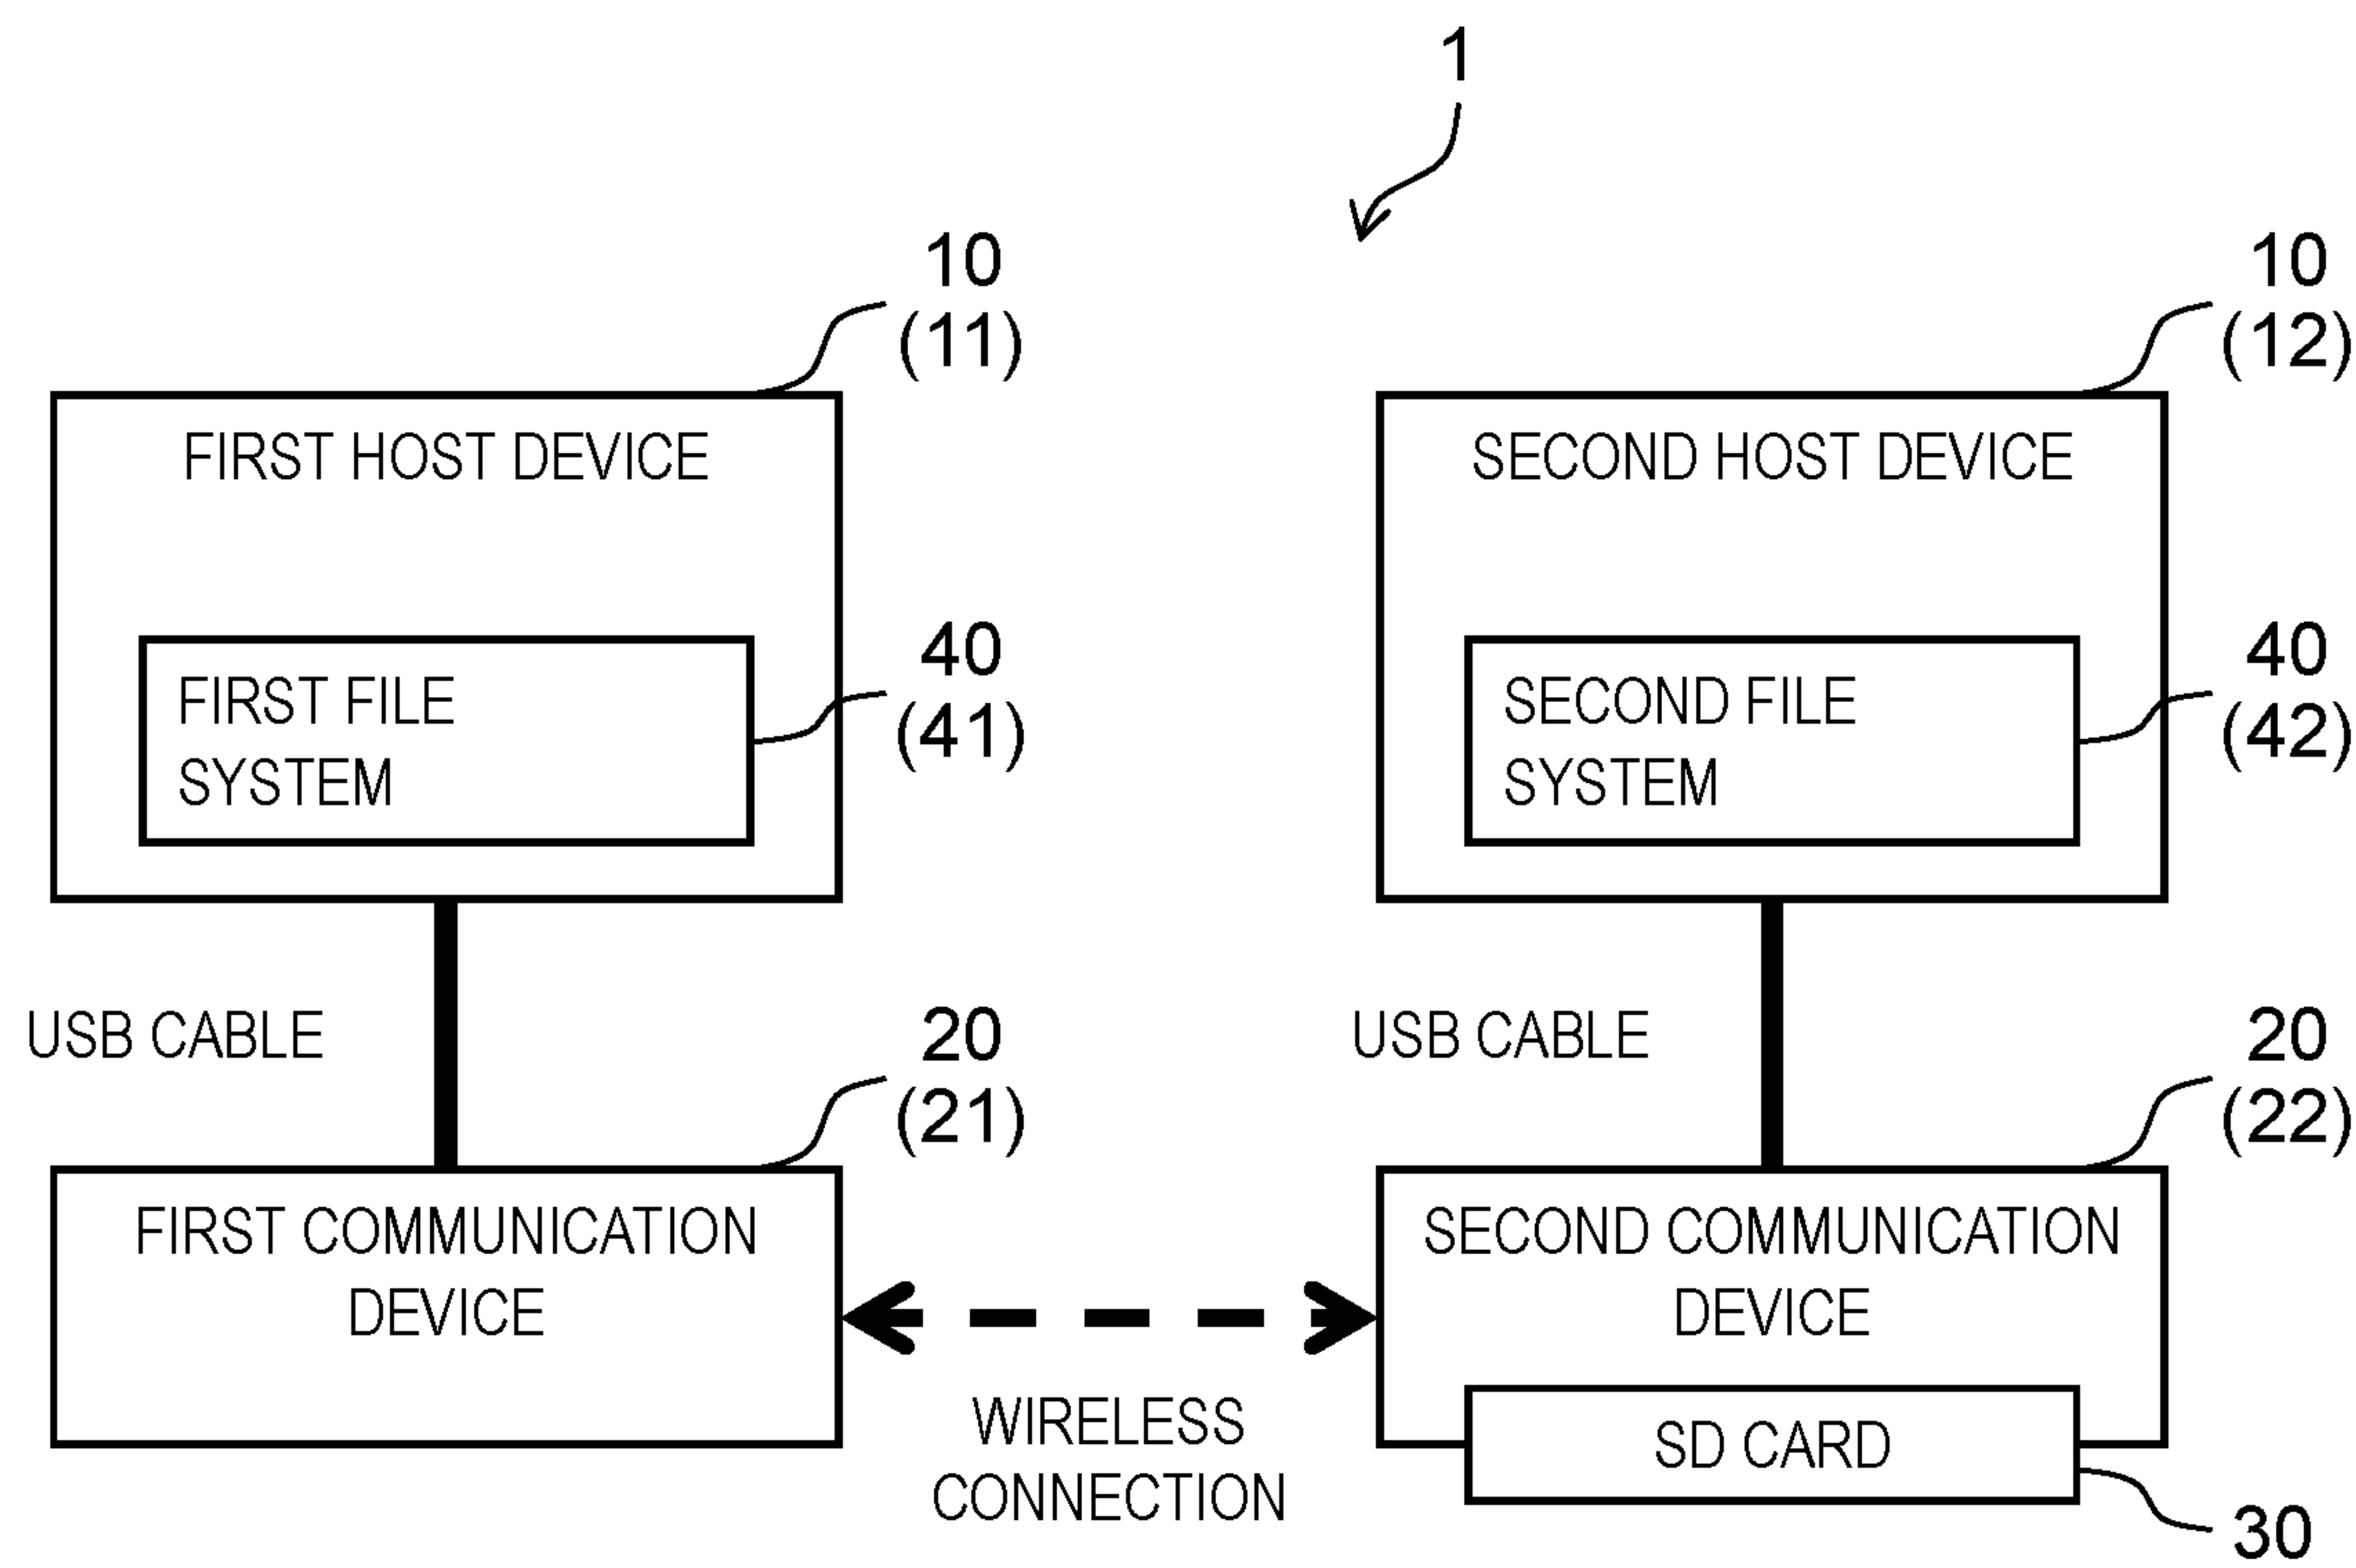 1
10
(11)
10
(12)
FIRST HOST DEVICE
SECOND HOST DEVICE
40
(41)
40
(42)
FIRST FILE
SYSTEM
SECOND FILE
SYSTEM
USB CABLE
20
(21)
USB CABLE
20
(22)
FIRST COMMUNICATION
DEVICE
SECOND COMMUNICATION
DEVICE
WIRELESS
CONNECTION
SD CARD
30